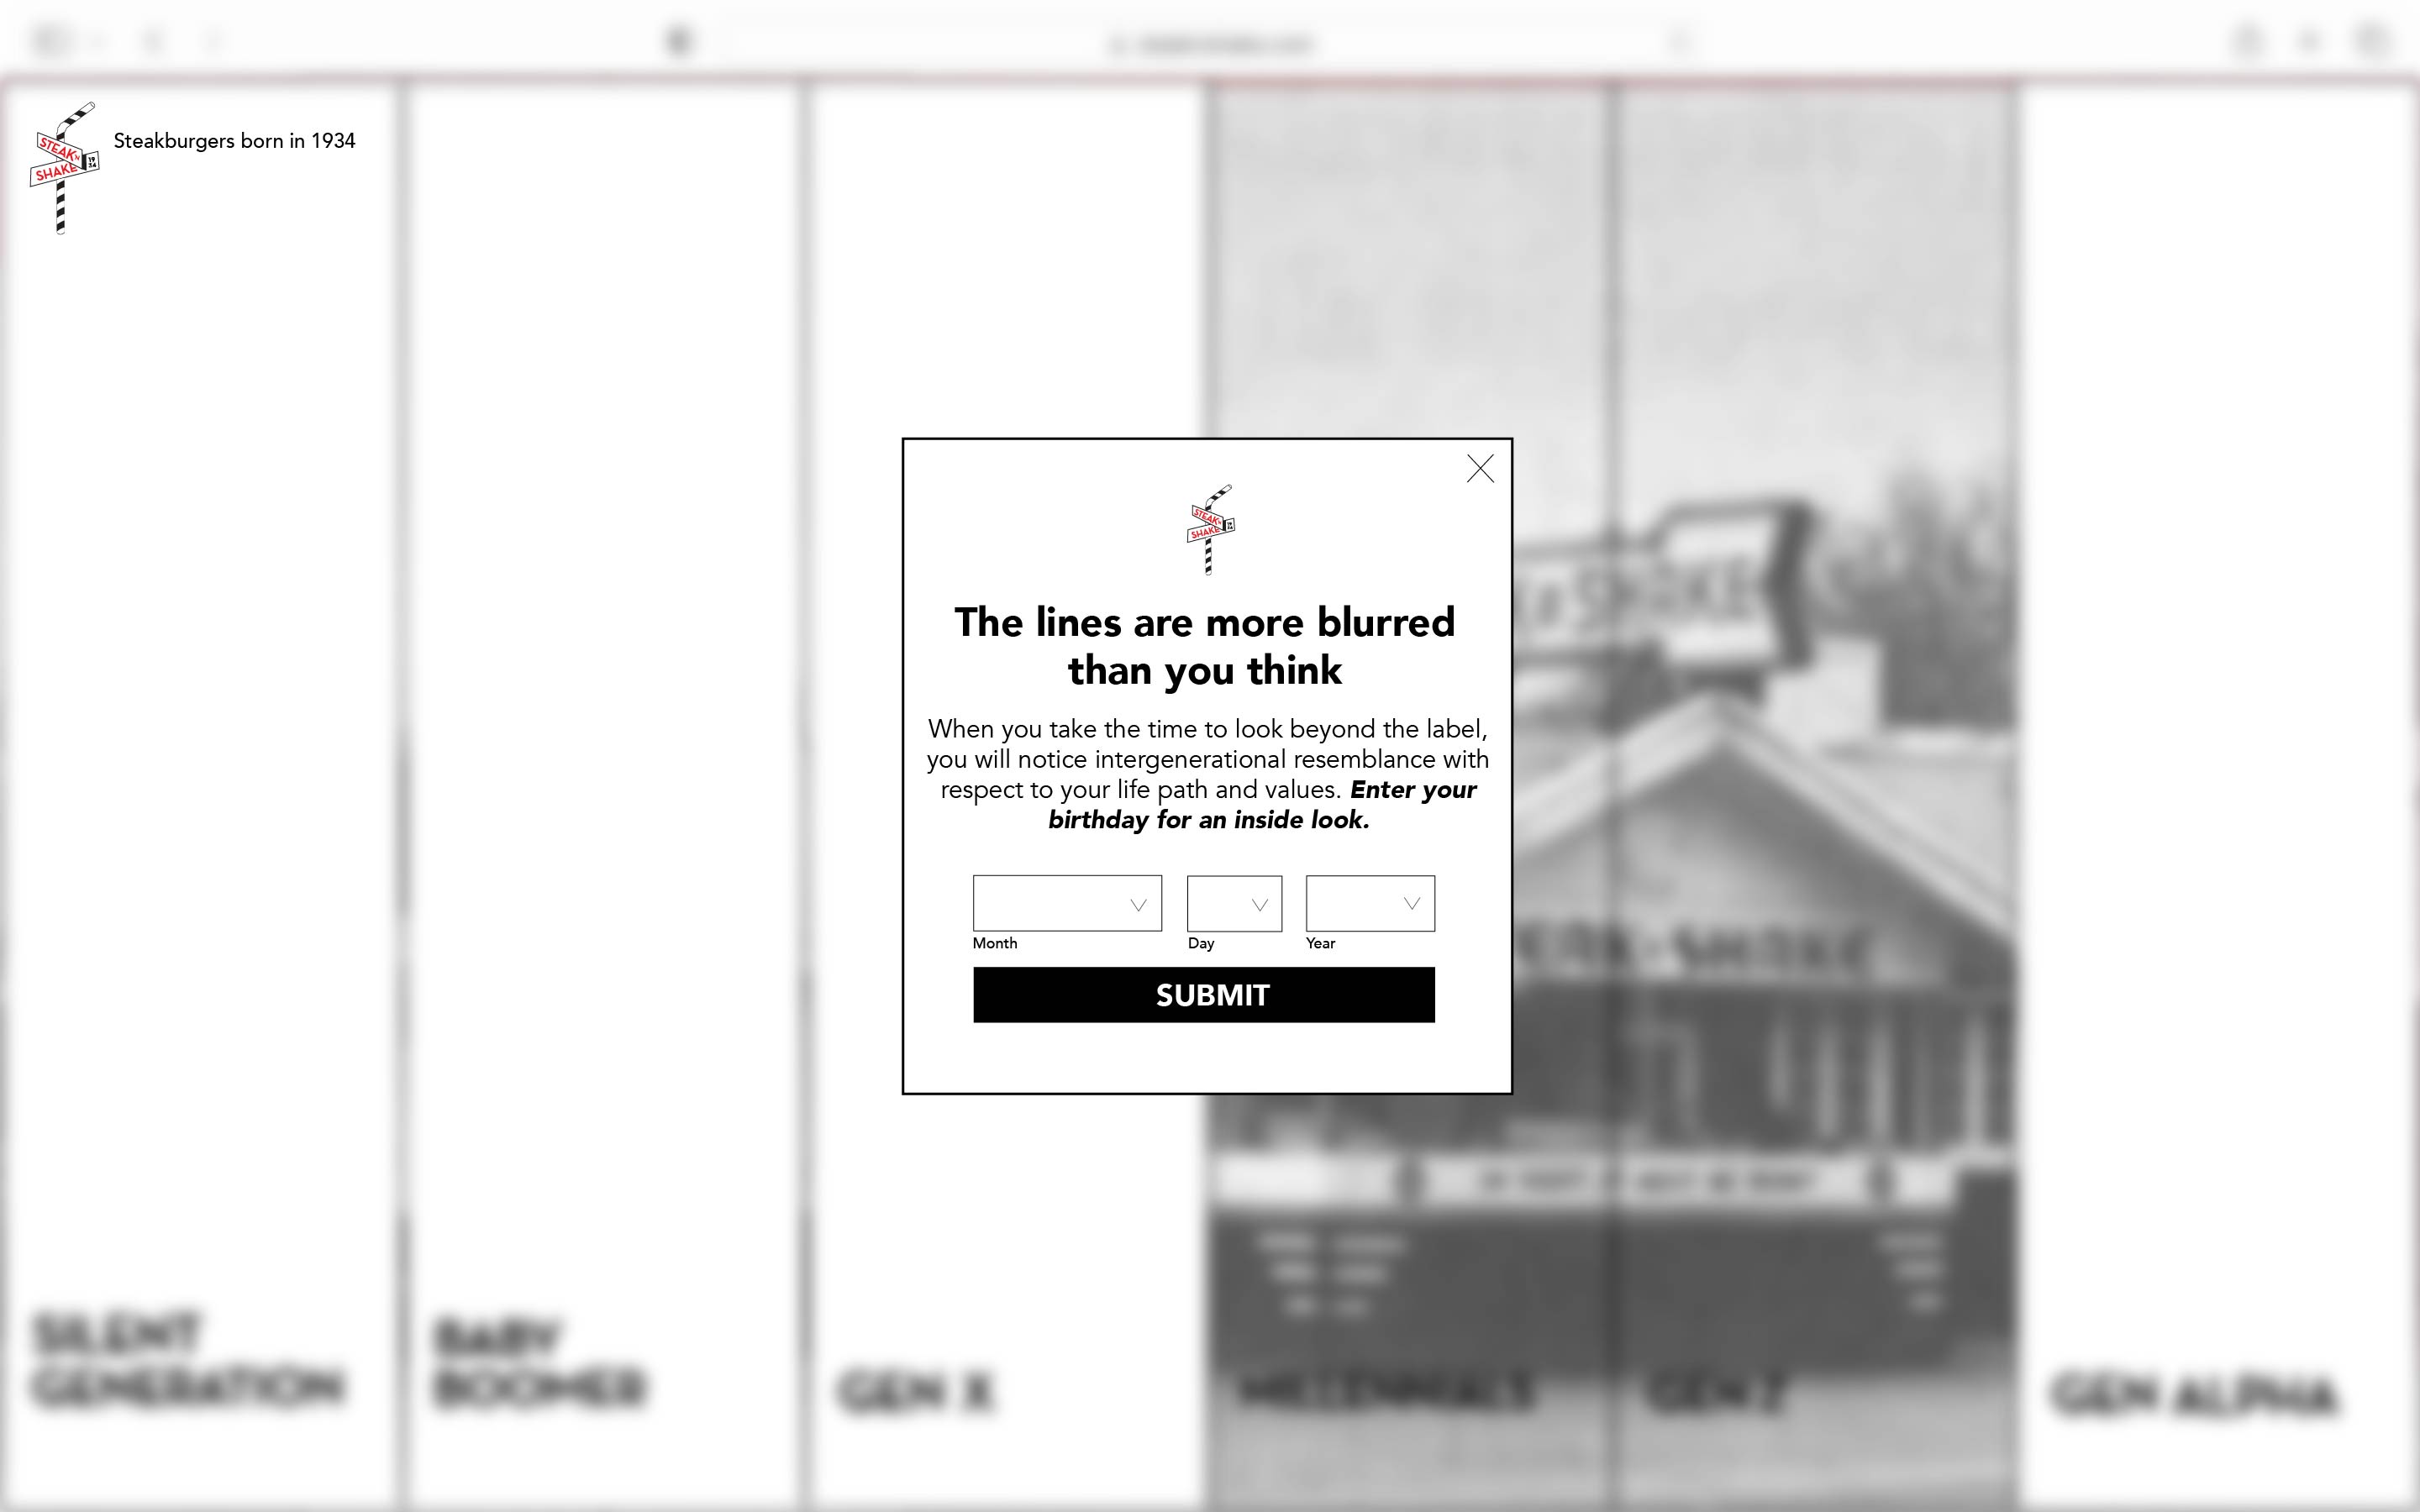 STEAK n
SHAKE
19
34
Steakburgers born in 1934
STEAK n
SHAKE
19
34
The lines are more blurred
than you think
When you take the time to look beyond the label,
you will notice intergenerational resemblance with
respect to your life path and values. Enter your
birthday for an inside look.
Month
Day
Year
SUBMIT
SILENT
GENERATION
BABY
BOOMER
GEN X
MILLENNIALS
GEN Z
GEN ALPHA